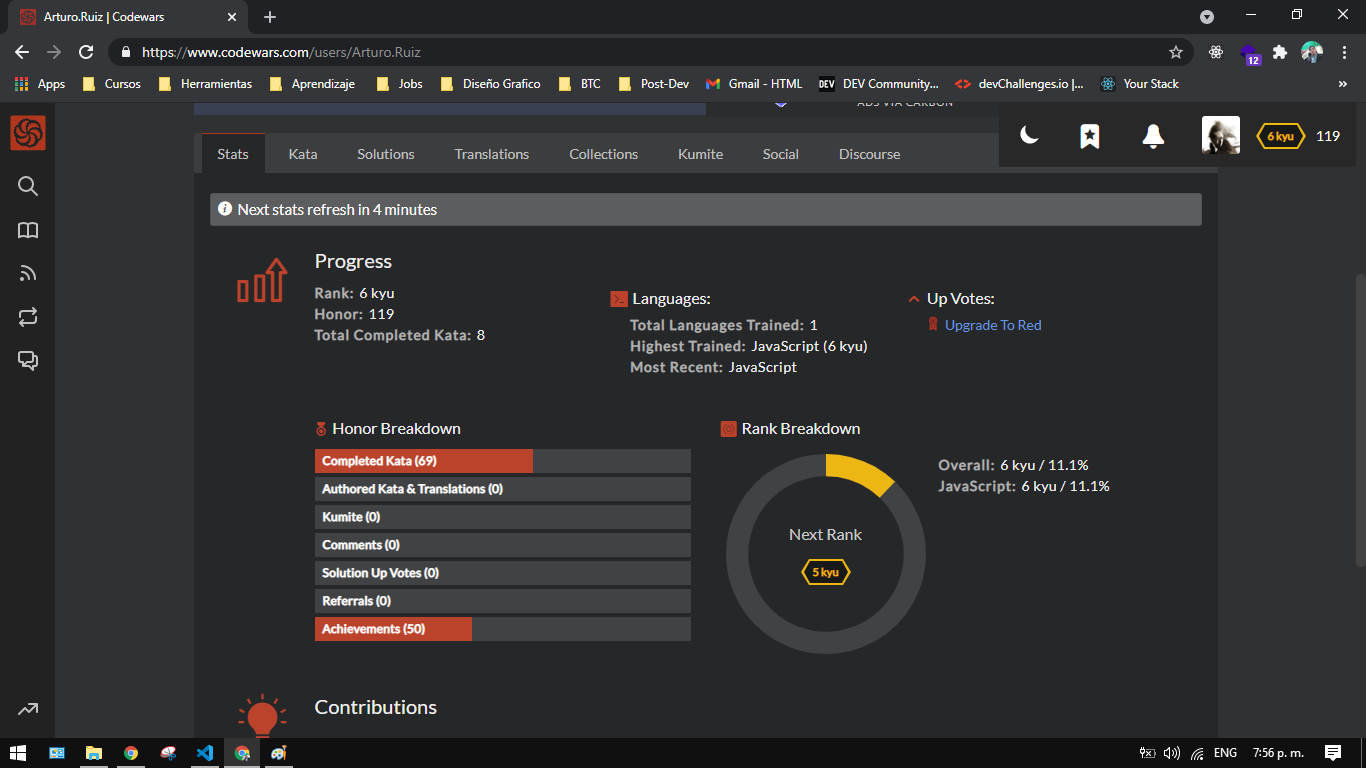 Arturo.Ruiz | Codewars
https://www.codewars.com/users/Arturo.Ruiz
12
Apps Cursos Herramientas Aprendizaje Jobs Diseño Grafico BTC Post-Dev Gmail - HTML DEV DEV Community... devChallenges.io |... Your Stack »
ADS VIA CARBON
6 kyu 119
Stats Kata Solutions Translations Collections Kumite Social Discourse
Next stats refresh in 4 minutes
Progress
Rank: 6 kyu
Honor: 119
Total Completed Kata: 8
Languages:
Total Languages Trained: 1
Highest Trained: JavaScript (6 kyu)
Most Recent: JavaScript
Up Votes:
Upgrade To Red
Honor Breakdown
Completed Kata (69)
Authored Kata & Translations (0)
Kumite (0)
Comments (0)
Solution Up Votes (0)
Referrals (0)
Achievements (50)
Rank Breakdown
Next Rank
5 kyu
Overall: 6 kyu / 11.1%
JavaScript: 6 kyu / 11.1%
Contributions
ENG 7:56 p. m.